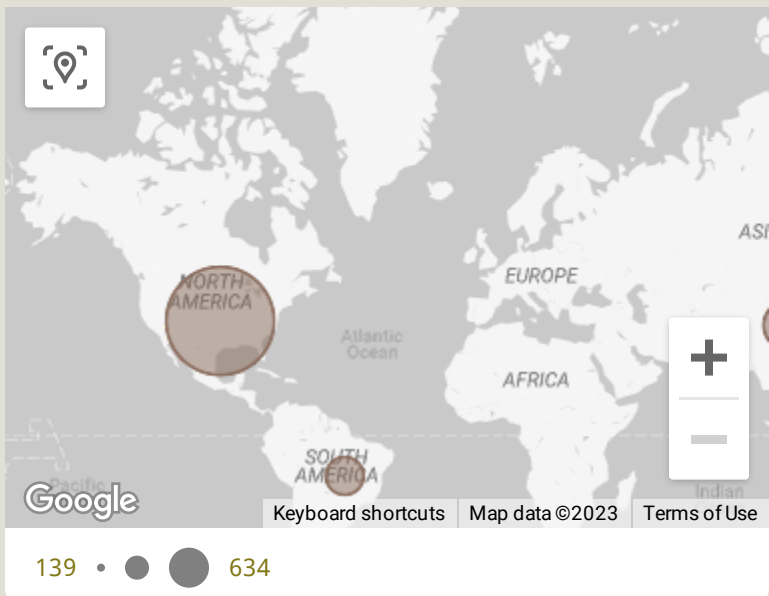 NORTH
AMERICA
ASI
EUROPE
Atlantic
Ocean
AFRICA
SOUTH
AMERICA
Pacific
Indian
Google
Keyboard shortcuts
Map data ©2023
Terms of Use
139
634